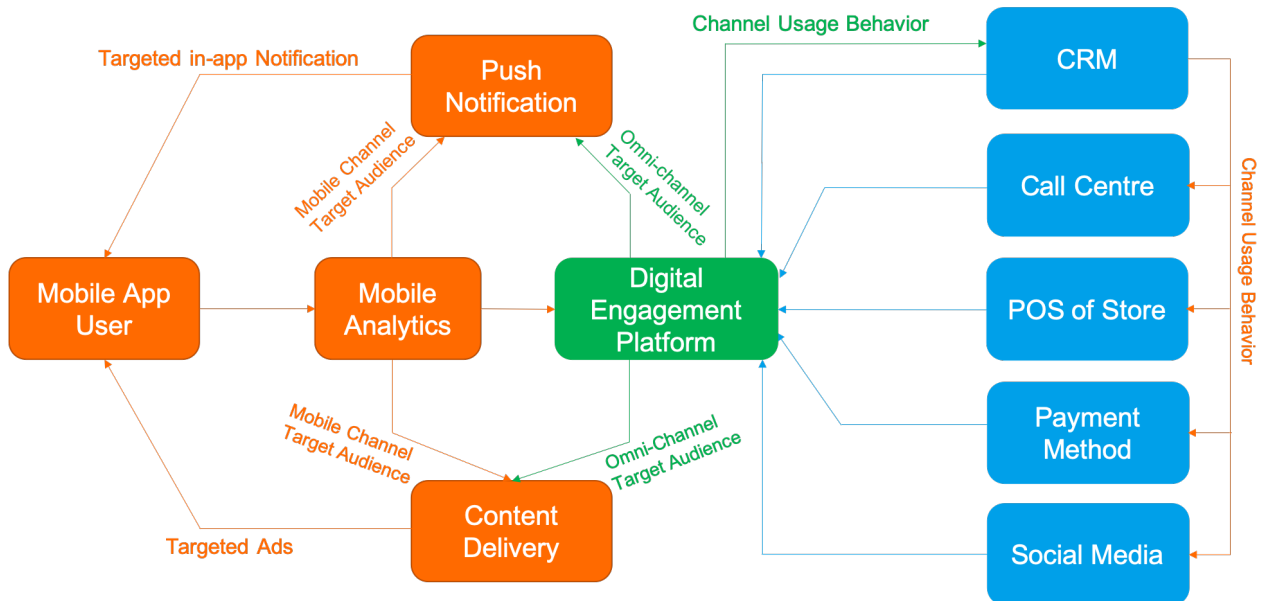 Channel Usage Behavior
Targeted in-app Notification
Push
Notification
CRM
Mobile Channel
Target Audience
Omni-channel
Target Audience
Call Centre
Channel Usage Behavior
Mobile App
User
Mobile
Analytics
Digital
Engagement
Platform
POS of Store
Mobile Channel
Target Audience
Omni-Channel
Target Audience
Payment
Method
Content
Delivery
Targeted Ads
Social Media